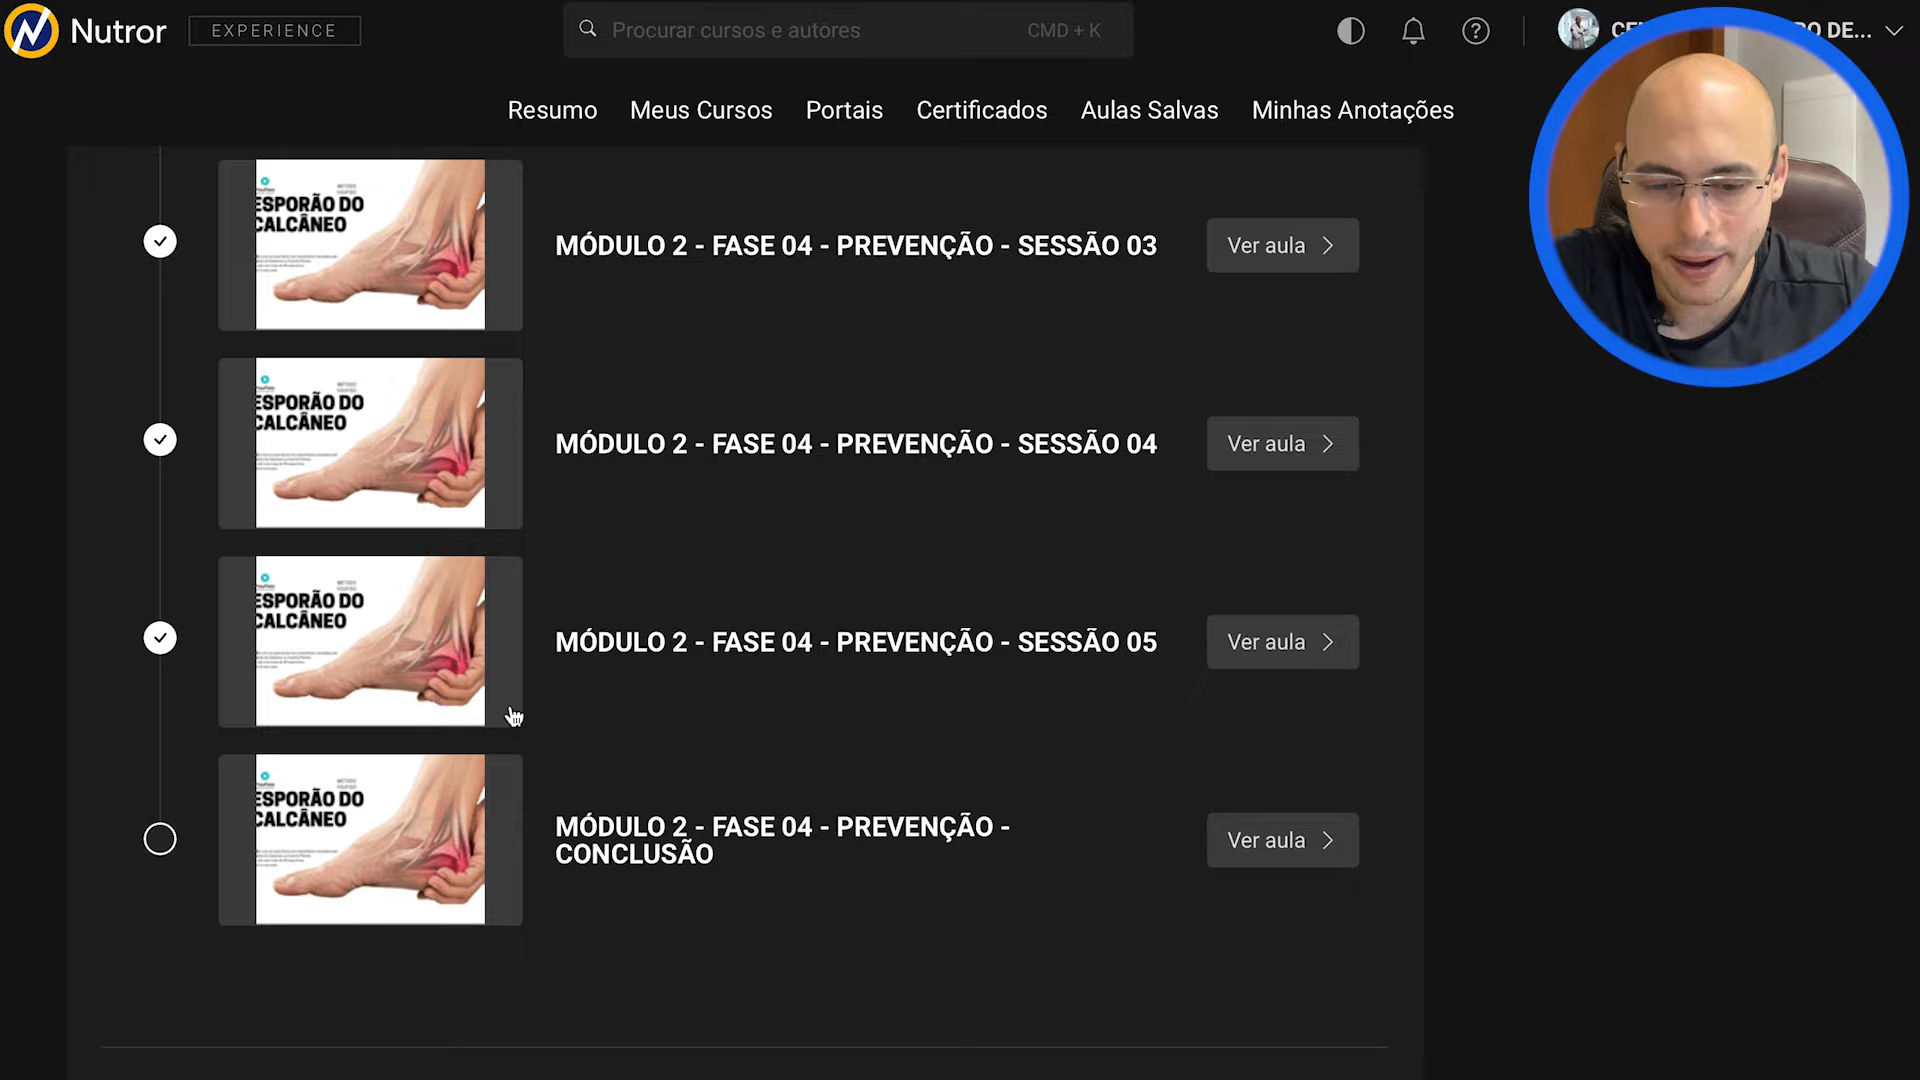 Nutror
EXPERIENCE
Procurar cursos e autores
CMD + K
O DE...
Resumo
Meus Cursos
Portais
Certificados
Aulas Salvas
Minhas Anotações
ESPORÃO DO
CALCÂNEO
MÓDULO 2 - FASE 04 - PREVENÇÃO - SESSÃO 03
Ver aula
ESPORÃO DO
CALCÂNEO
MÓDULO 2 - FASE 04 - PREVENÇÃO - SESSÃO 04
Ver aula
ESPORÃO DO
CALCÂNEO
MÓDULO 2 - FASE 04 - PREVENÇÃO - SESSÃO 05
Ver aula
ESPORÃO DO
CALCÂNEO
MÓDULO 2 - FASE 04 - PREVENÇÃO -
CONCLUSÃO
Ver aula